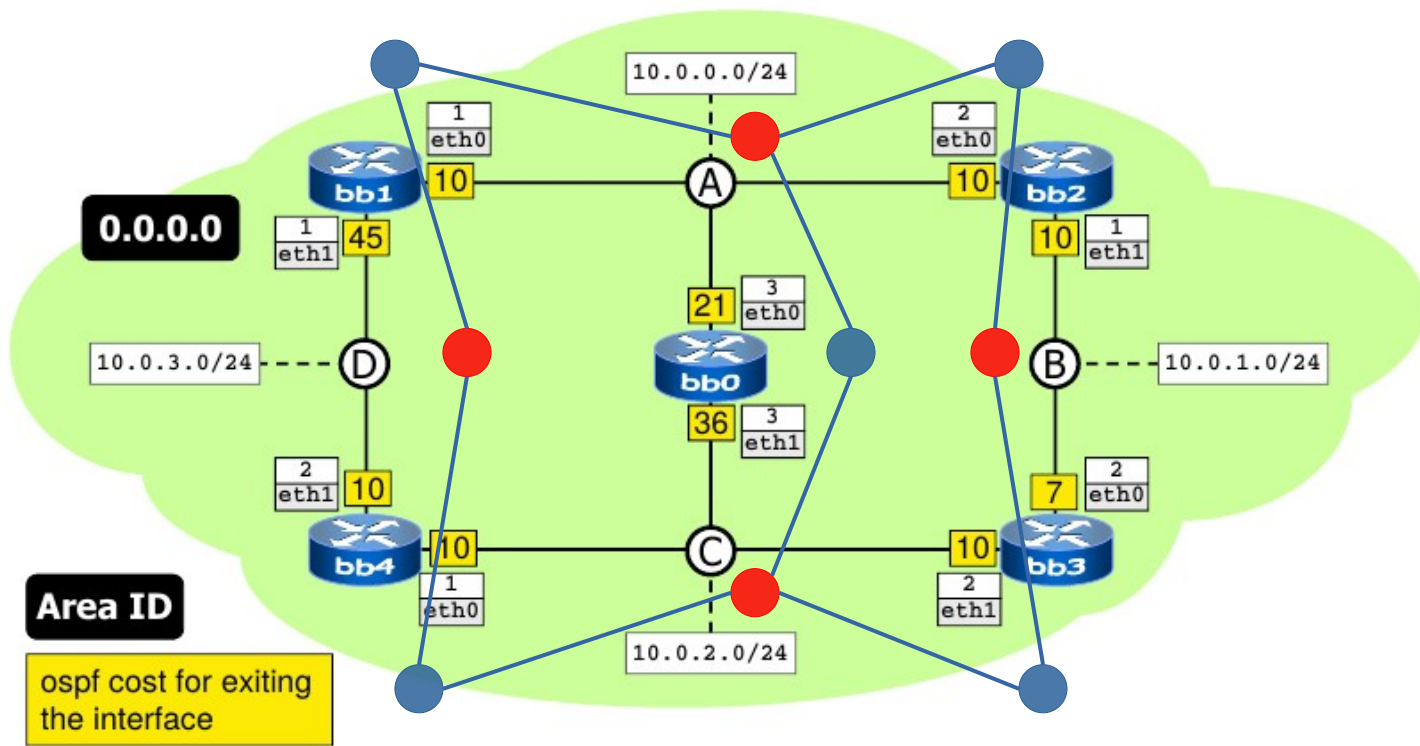 10.0.0.0/24
1
eth0
2
eth0
bb1
10
A
10
bb2
0.0.0.0
1
eth1
45
10
1
eth1
21
3
eth0
10.0.3.0/24
D
bb0
B
10.0.1.0/24
36
3
eth1
2
eth1
10
7
2
eth0
bb4
10
C
10
bb3
1
eth0
2
eth1
Area ID
10.0.2.0/24
ospf cost for exiting
the interface